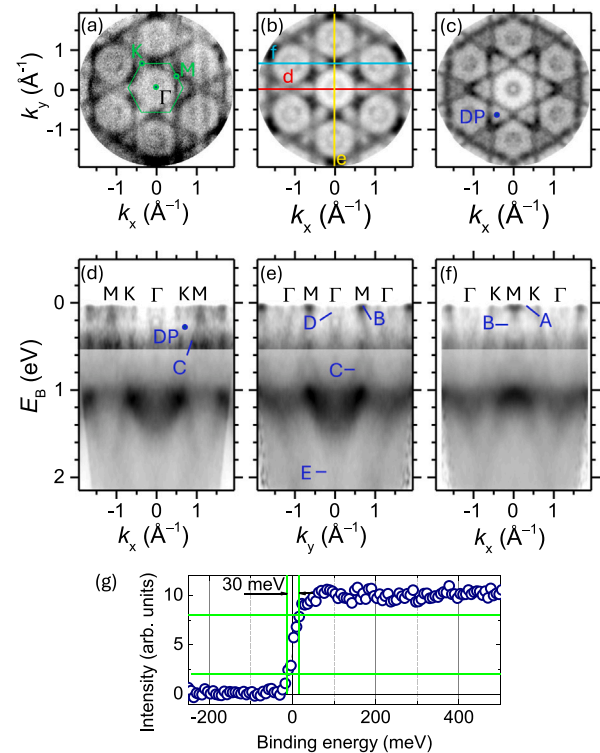 (a) (b) (c)
K M Γ
f d e
DP
k_y (Å⁻¹)
1 0 -1
-1 0 1 -1 0 1 -1 0 1
k_x (Å⁻¹) k_x (Å⁻¹) k_x (Å⁻¹)
(d) (e) (f)
M K Γ K M Γ M Γ M Γ Γ K M K Γ
DP C D B B A
C
E
E_B (eV)
0 1 2
-1 0 1 -1 0 1 -1 0 1
k_x (Å⁻¹) k_y (Å⁻¹) k_x (Å⁻¹)
(g)
30 meV
Intensity (arb. units)
10
5
0
-200 0 200 400
Binding energy (meV)